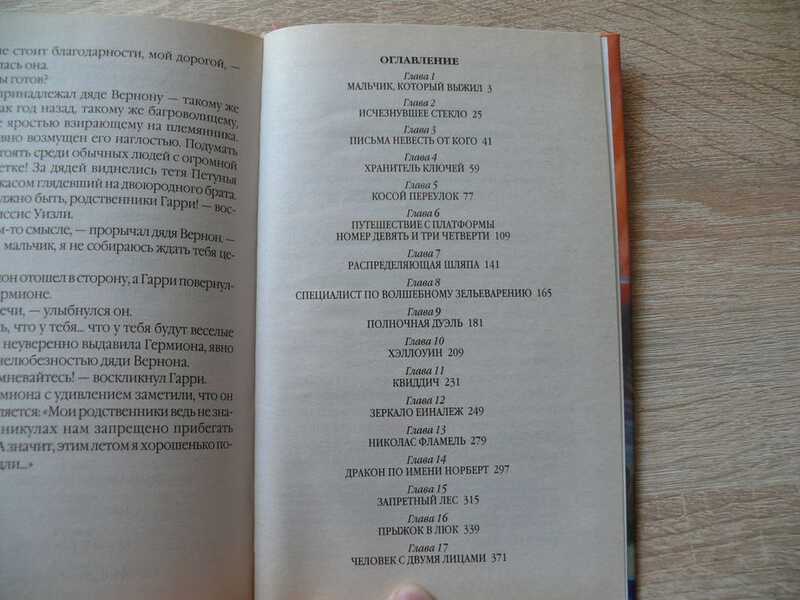 не стоит благодарности, мой дорогой, —
лась она.
ы готов?
принадлежал дяде Вернону — такому же
ак год назад, такому же багроволицему,
е яростью взирающему на племянника,
вно возмущен его наглостью. Подумать
тоять среди обычных людей с огромной
етке! За дядей виднелись тетя Петунья
жасом глядевший на двоюродного брата.
лжно быть, родственники Гарри! — вос-
иссис Уизли.
м-то смысле, — прорычал дядя Вернон. —
мальчик, я не собираюсь ждать тебя це-
он отошел в сторону, а Гарри повернул-
ермионе.
ечи, — улыбнулся он.
ь, что у тебя... что у тебя будут веселые
неуверенно выдавила Гермиона, явно
нелюбезностью дяди Вернона.
мневайтесь! — воскликнул Гарри.
миона с удивлением заметили, что он
ляется: «Мои родственники ведь не зна-
никулах нам запрещено прибегать
А значит, этим летом я хорошенько по-
дли...»
ОГЛАВЛЕНИЕ
Глава 1
МАЛЬЧИК, КОТОРЫЙ ВЫЖИЛ 3
Глава 2
ИСЧЕЗНУВШЕЕ СТЕКЛО 25
Глава 3
ПИСЬМА НЕВЕСТЬ ОТ КОГО 41
Глава 4
ХРАНИТЕЛЬ КЛЮЧЕЙ 59
Глава 5
КОСОЙ ПЕРЕУЛОК 77
Глава 6
ПУТЕШЕСТВИЕ С ПЛАТФОРМЫ
НОМЕР ДЕВЯТЬ И ТРИ ЧЕТВЕРТИ 109
Глава 7
РАСПРЕДЕЛЯЮЩАЯ ШЛЯПА 141
Глава 8
СПЕЦИАЛИСТ ПО ВОЛШЕБНОМУ ЗЕЛЬЕВАРЕНИЮ 165
Глава 9
ПОЛНОЧНАЯ ДУЭЛЬ 181
Глава 10
ХЭЛЛОУИН 209
Глава 11
КВИДДИЧ 231
Глава 12
ЗЕРКАЛО ЕИНАЛЕЖ 249
Глава 13
НИКОЛАС ФЛАМЕЛЬ 279
Глава 14
ДРАКОН ПО ИМЕНИ НОРБЕРТ 297
Глава 15
ЗАПРЕТНЫЙ ЛЕС 315
Глава 16
ПРЫЖОК В ЛЮК 339
Глава 17
ЧЕЛОВЕК С ДВУМЯ ЛИЦАМИ 371